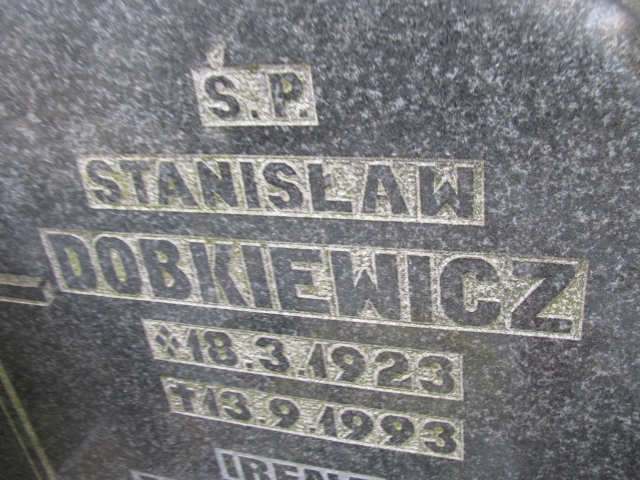 Ś.P.
STANISŁAW
DOBKIEWICZ
18.3.1923
✝13.9.1993